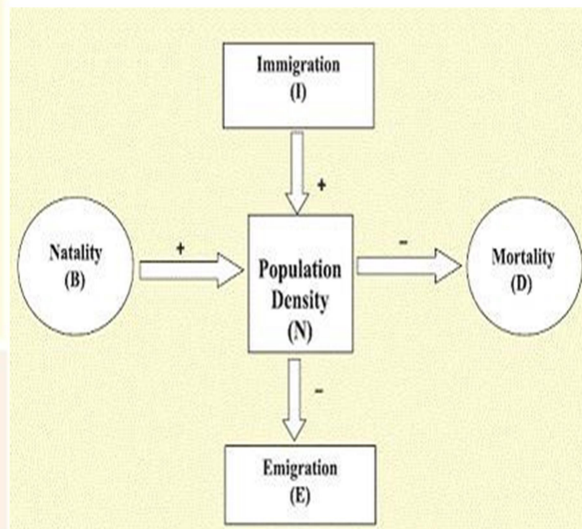 Immigration
(I)
+
Natality
(B)
+
Population
Density
(N)
–
Mortality
(D)
–
Emigration
(E)